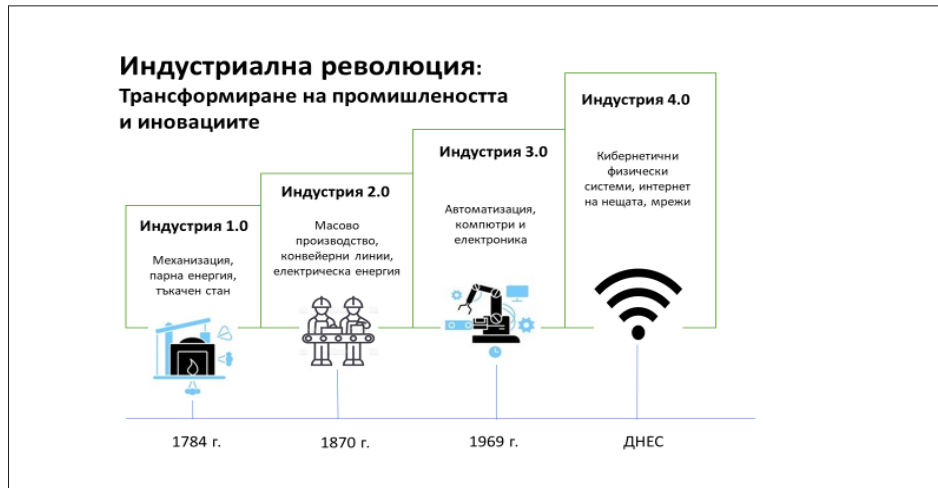 Индустриална революция:
Трансформиране на промишлеността
и иновациите
Индустрия 1.0
Механизация,
парна енергия,
тъкачен стан
Индустрия 2.0
Масово
производство,
конвейерни линии,
електрическа енергия
Индустрия 3.0
Автоматизация,
компютри и
електроника
Индустрия 4.0
Кибернетични
физически
системи, интернет
на нещата, мрежи
1784 г.
1870 г.
1969 г.
ДНЕС